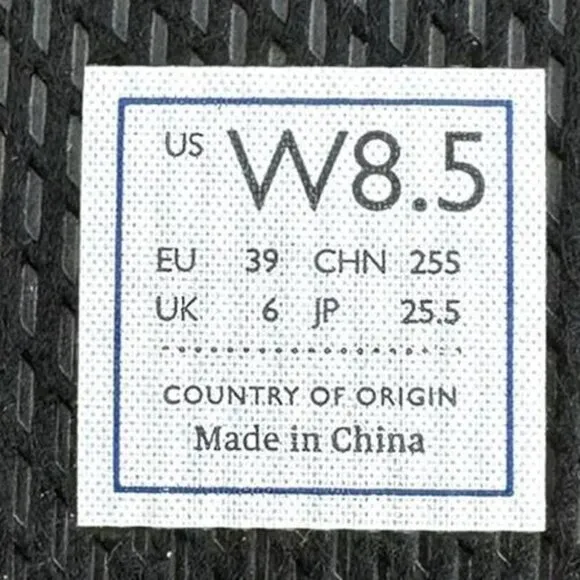 US W8.5
EU 39 CHN 255
UK 6 JP 25.5
COUNTRY OF ORIGIN
Made in China